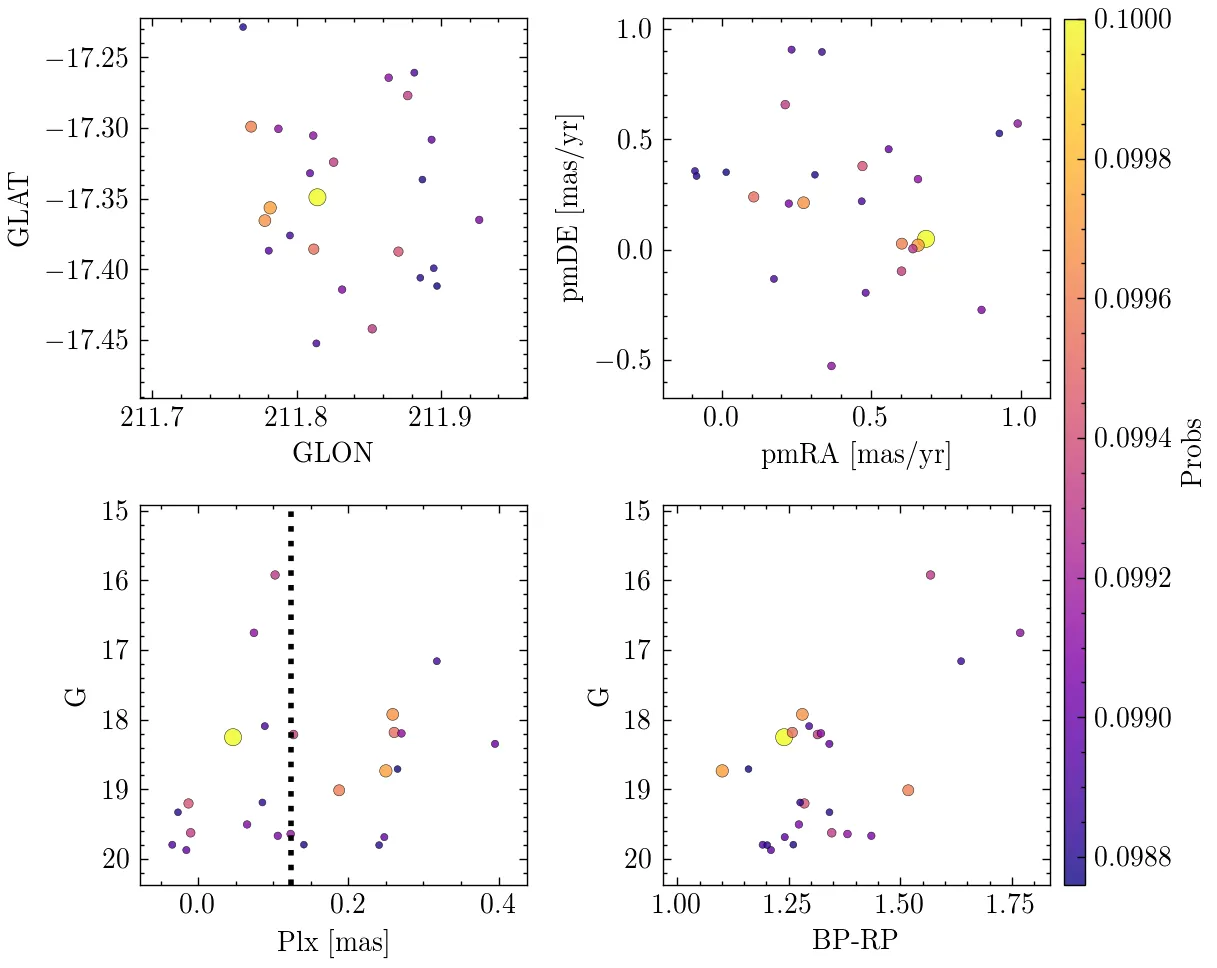 −17.25
−17.30
−17.35
−17.40
−17.45
GLAT
211.7 211.8 211.9
GLON
1.0
0.5
0.0
−0.5
pmDE [mas/yr]
0.0 0.5 1.0
pmRA [mas/yr]
15
16
17
18
19
20
G
0.0 0.2 0.4
Plx [mas]
15
16
17
18
19
20
G
1.00 1.25 1.50 1.75
BP-RP
0.1000
0.0998
0.0996
0.0994
0.0992
0.0990
0.0988
Probs